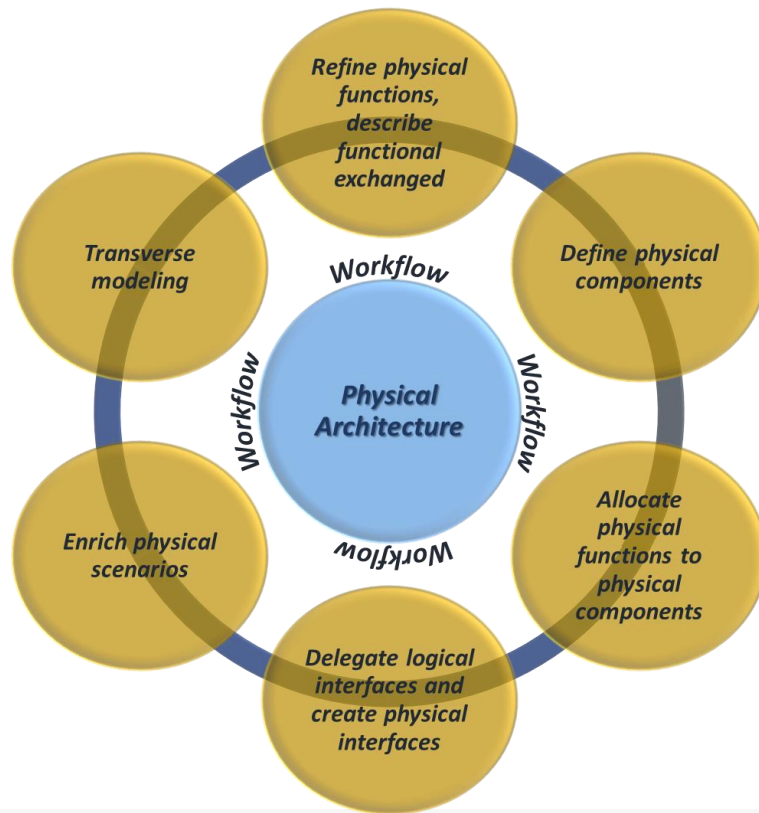 Refine physical
functions,
describe
functional
exchanged
Define physical
components
Allocate
physical
functions to
physical
components
Delegate logical
interfaces and
create physical
interfaces
Enrich physical
scenarios
Transverse
modeling
Workflow
Workflow
Workflow
Workflow
Physical
Architecture